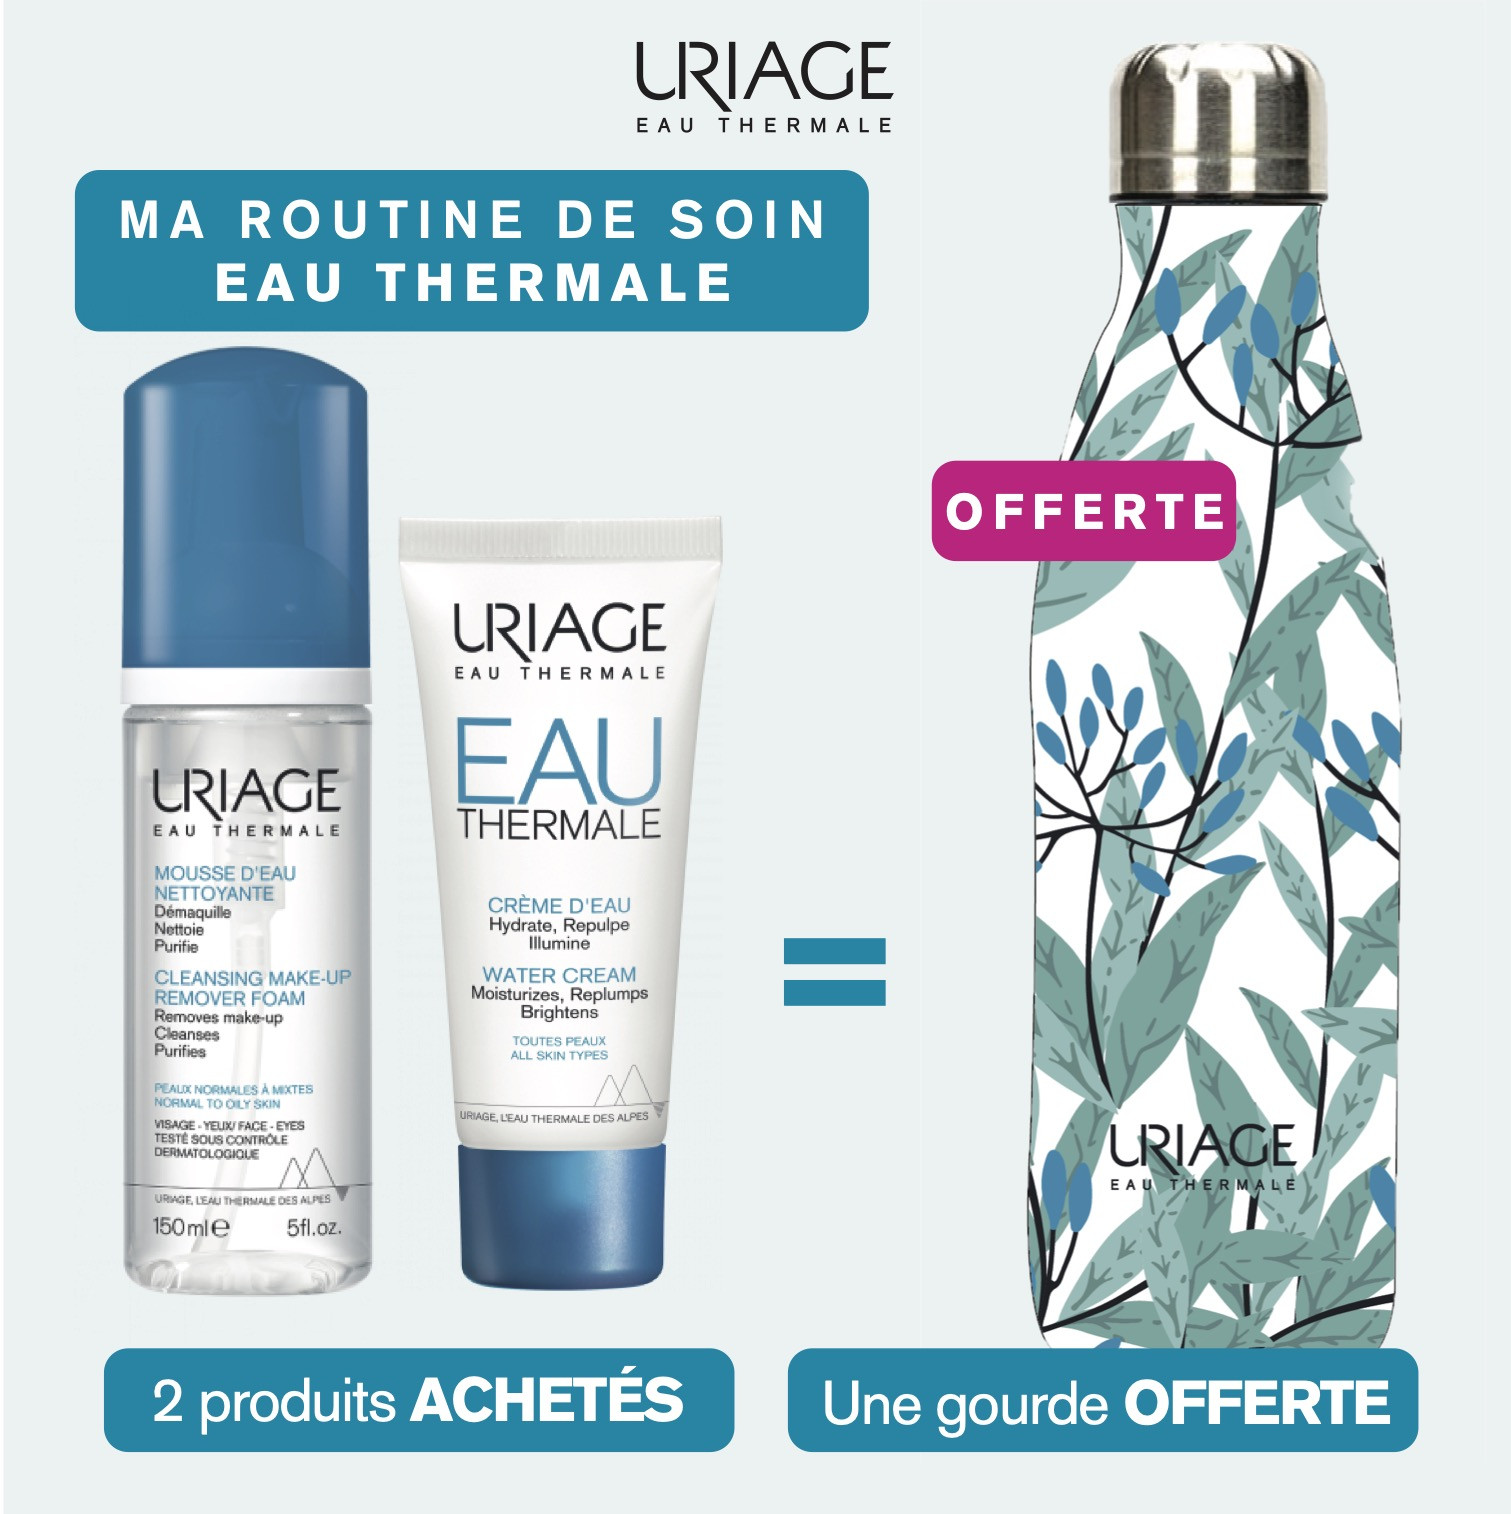 URIAGE
EAU THERMALE
MA ROUTINE DE SOIN
EAU THERMALE
OFFERTE
URIAGE
EAU THERMALE
EAU
THERMALE
CRÈME D'EAU
Hydrate, Repulpe
Illumine
WATER CREAM
Moisturizes, Replumps
Brightens
TOUTES PEAUX
ALL SKIN TYPES
URIAGE, L'EAU THERMALE DES ALPES
URIAGE
EAU THERMALE
MOUSSE D'EAU
NETTOYANTE
Démaquille
Nettoie
Purifie
CLEANSING MAKE-UP
REMOVER FOAM
Removes make-up
Cleanses
Purifies
PEAUX NORMALES À MIXTES
NORMAL TO OILY SKIN
VISAGE - YEUX/ FACE - EYES
TESTÉ SOUS CONTRÔLE
DERMATOLOGIQUE
URIAGE, L'EAU THERMALE DES ALPES
150 ml e 5fl.oz.
=
URIAGE
EAU THERMALE
2 produits ACHETÉS
Une gourde OFFERTE